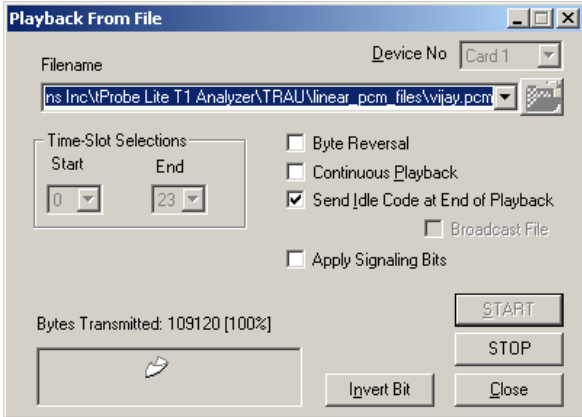 Playback From File
Device No Card 1
Filename
ns Inc\tProbe Lite T1 Analyzer\TRAU\linear_pcm_files\vijay.pcm
Time-Slot Selections
Start End
0 23
Byte Reversal
Continuous Playback
Send Idle Code at End of Playback
Broadcast File
Apply Signaling Bits
Bytes Transmitted: 109120 [100%]
START
STOP
Invert Bit Close